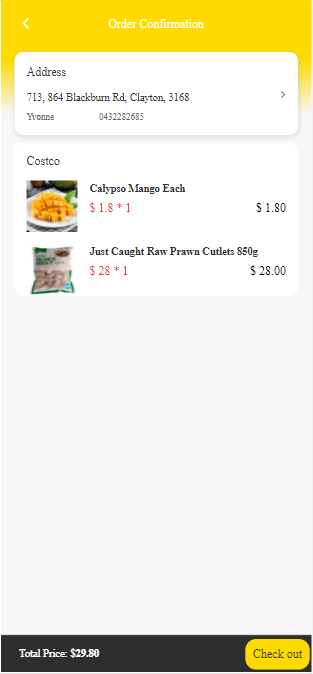 Order Confirmation
Address
713, 864 Blackburn Rd, Clayton, 3168
Yvonne 0432282685
Costco
Calypso Mango Each
$ 1.8 * 1 $ 1.80
Just Caught Raw Prawn Cutlets 850g
$ 28 * 1 $ 28.00
Total Price: $29.80 Check out